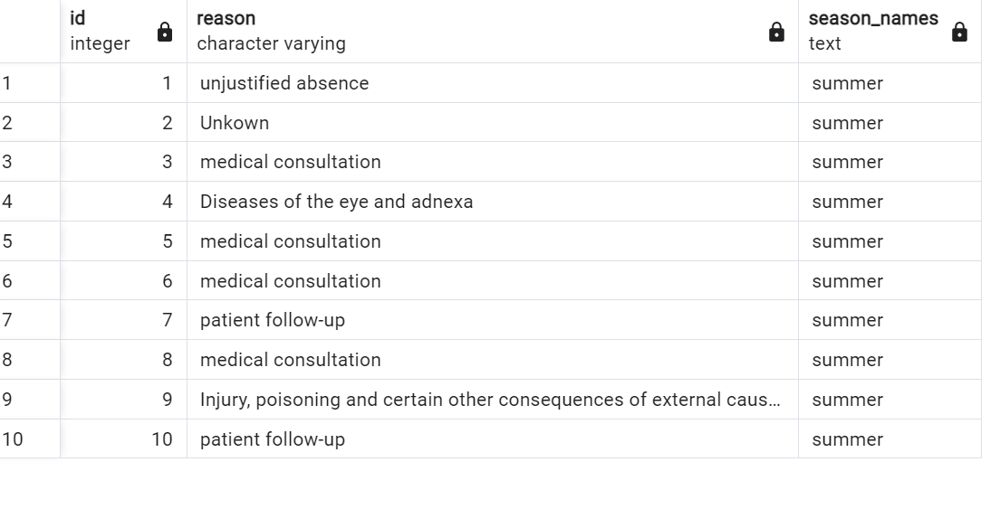 id reason season_names
integer character varying text
1 1 unjustified absence summer
2 2 Unkown summer
3 3 medical consultation summer
4 4 Diseases of the eye and adnexa summer
5 5 medical consultation summer
6 6 medical consultation summer
7 7 patient follow-up summer
8 8 medical consultation summer
9 9 Injury, poisoning and certain other consequences of external caus... summer
10 10 patient follow-up summer